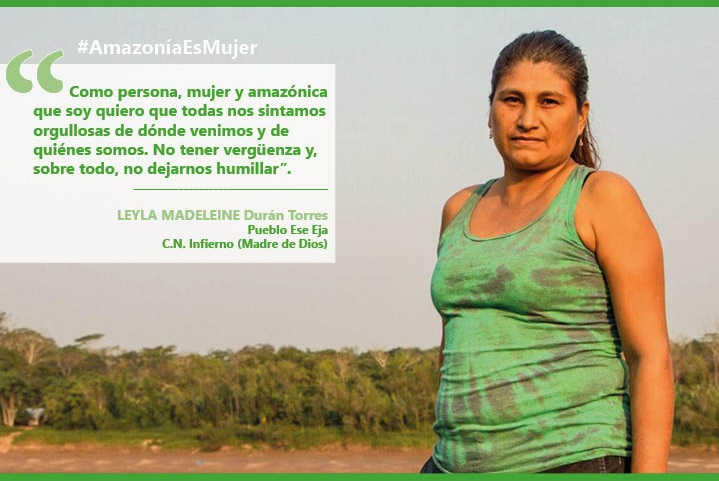 #AmazoníaEsMujer
“ Como persona, mujer y amazónica
que soy quiero que todas nos sintamos
orgullosas de dónde venimos y de
quiénes somos. No tener vergüenza y,
sobre todo, no dejarnos humillar”.
LEYLA MADELEINE Durán Torres
Pueblo Ese Eja
C.N. Infierno (Madre de Dios)